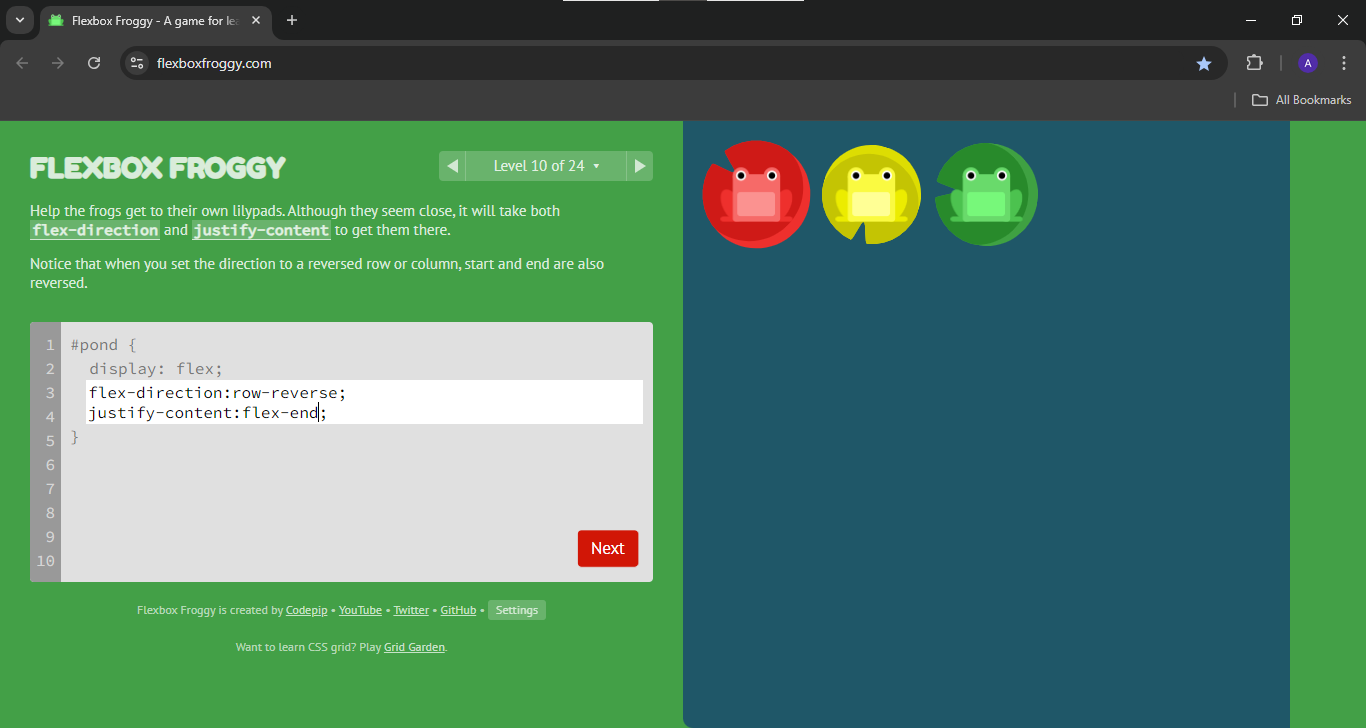 Flexbox Froggy - A game for le
flexboxfroggy.com
A
All Bookmarks
FLEXBOX FROGGY
Level 10 of 24
Help the frogs get to their own lilypads. Although they seem close, it will take both
flex-direction and justify-content to get them there.
Notice that when you set the direction to a reversed row or column, start and end are also
reversed.
1 #pond {
2 display: flex;
3 flex-direction:row-reverse;
4 justify-content:flex-end;
5 }
6
7
8
9
10
Next
Flexbox Froggy is created by Codepip • YouTube • Twitter • GitHub • Settings
Want to learn CSS grid? Play Grid Garden.